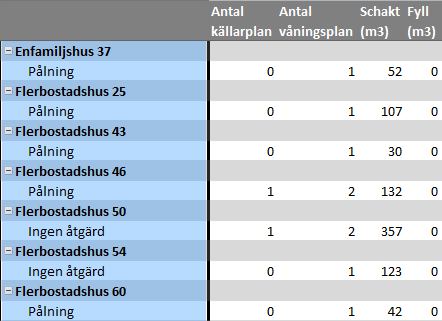 Antal Antal Schakt Fyll
källarplan våningsplan (m3) (m3)
Enfamiljshus 37
Pålning 0 1 52 0
Flerbostadshus 25
Pålning 0 1 107 0
Flerbostadshus 43
Pålning 0 1 30 0
Flerbostadshus 46
Pålning 1 2 132 0
Flerbostadshus 50
Ingen åtgärd 1 2 357 0
Flerbostadshus 54
Ingen åtgärd 0 1 123 0
Flerbostadshus 60
Pålning 0 1 42 0